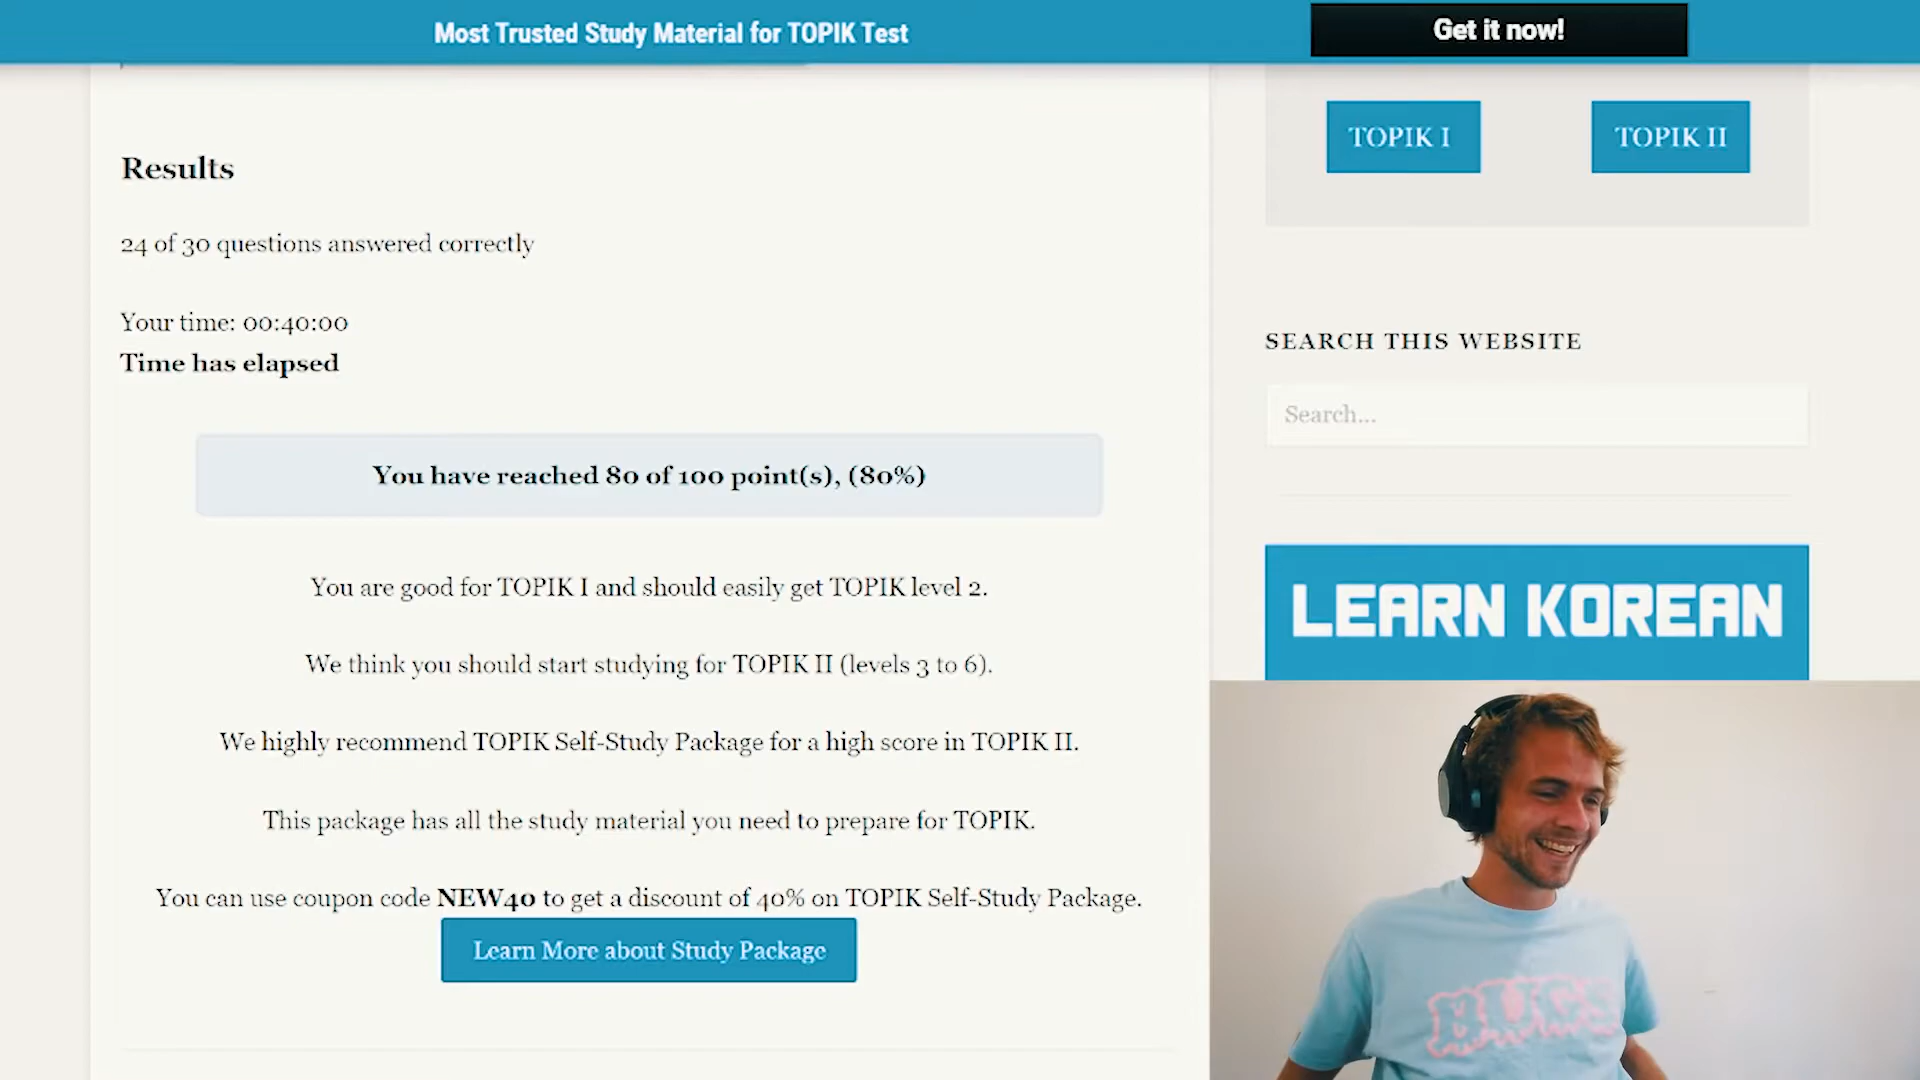 Most Trusted Study Material for TOPIK Test
Get it now!
TOPIK I
TOPIK II
Results
24 of 30 questions answered correctly
Your time: 00:40:00
Time has elapsed
You have reached 80 of 100 point(s), (80%)
You are good for TOPIK I and should easily get TOPIK level 2.
We think you should start studying for TOPIK II (levels 3 to 6).
We highly recommend TOPIK Self-Study Package for a high score in TOPIK II.
This package has all the study material you need to prepare for TOPIK.
You can use coupon code NEW40 to get a discount of 40% on TOPIK Self-Study Package.
Learn More about Study Package
SEARCH THIS WEBSITE
Search...
LEARN KOREAN
BUGS